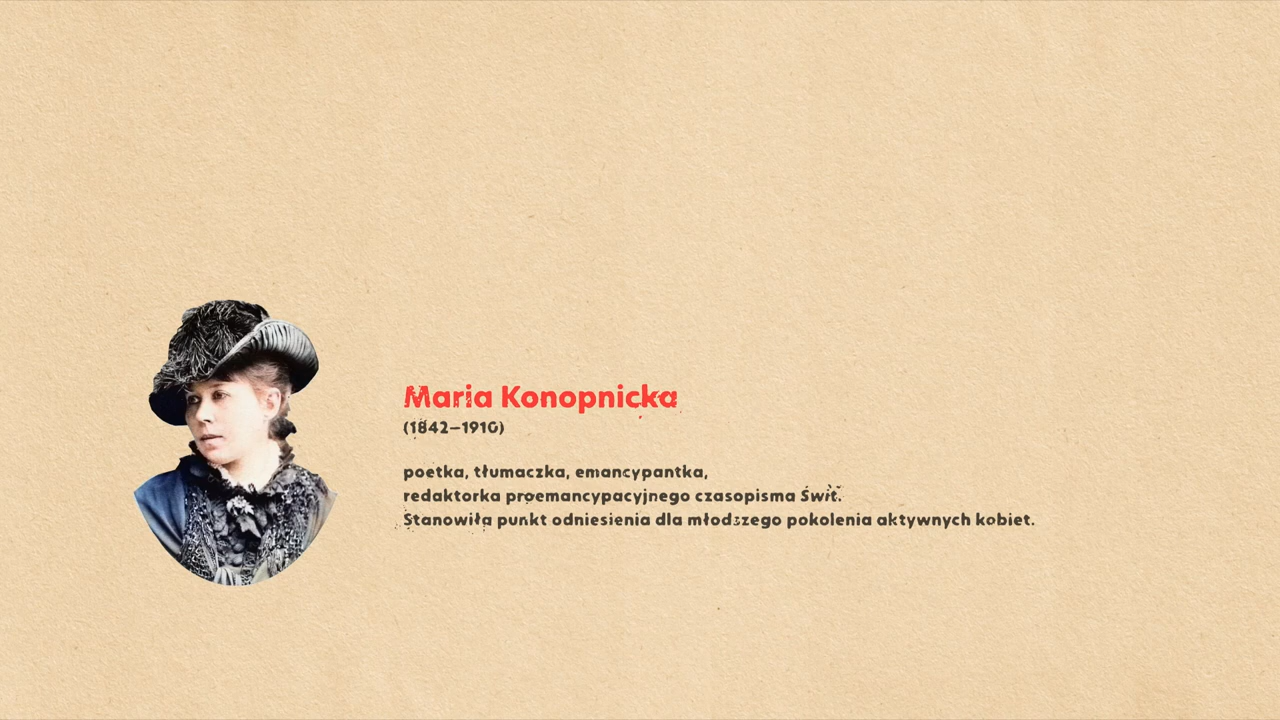 Maria Konopnicka
(1842–1910)
poetka, tłumaczka, emancypantka,
redaktorka proemancypacyjnego czasopisma Świt.
Stanowiła punkt odniesienia dla młodszego pokolenia aktywnych kobiet.